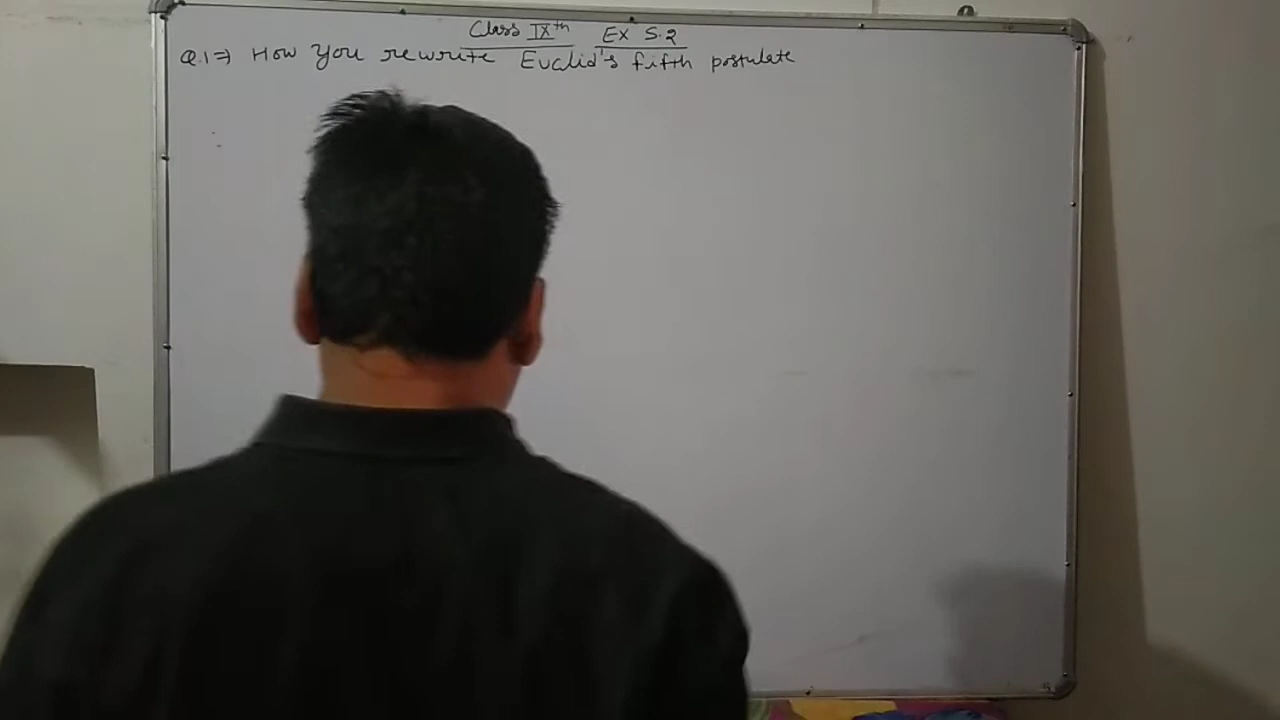 Class IXth Ex 5.2
Q.1⇒ How you rewrite Euclid's fifth postulate